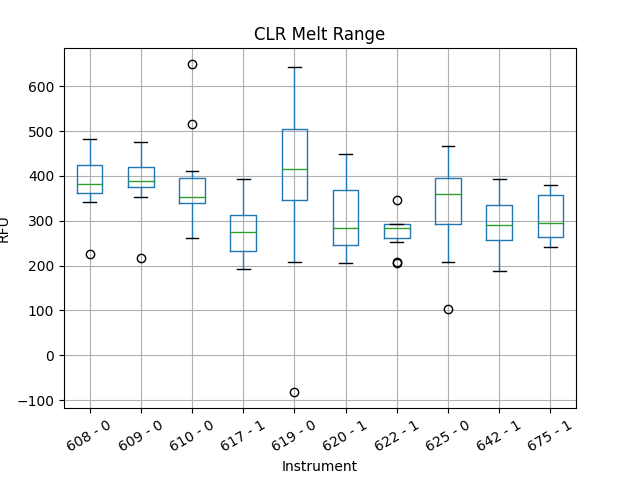 CLR Melt Range
RFU
600
500
400
300
200
100
0
−100
608 - 0
609 - 0
610 - 0
617 - 1
619 - 0
620 - 1
622 - 1
625 - 0
642 - 1
675 - 1
Instrument